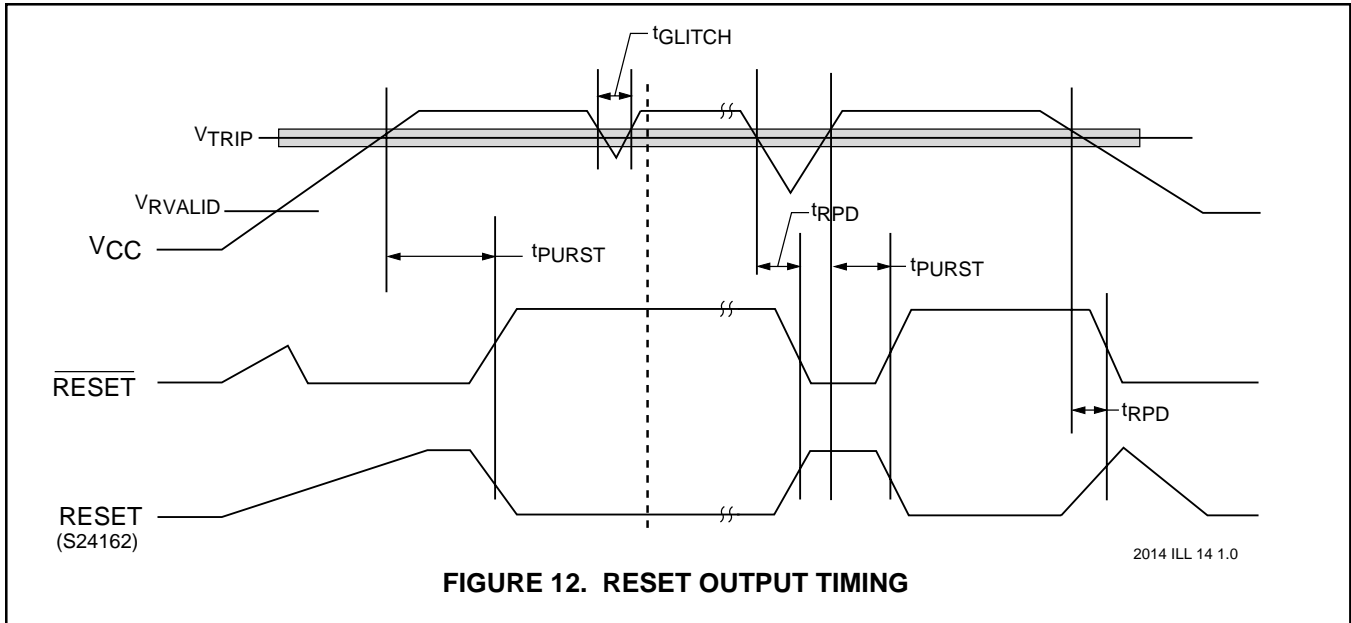 tGLITCH
VTRIP
VRVALID
VCC
tRPD
tPURST
tPURST
RESET
tRPD
RESET
(S24162)
2014 ILL 14 1.0
FIGURE 12. RESET OUTPUT TIMING